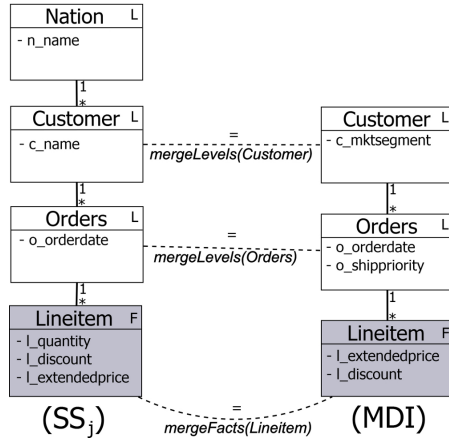 Nation L
- n_name
1
*
Customer L
- c_name
1
*
Orders L
- o_orderdate
1
*
Lineitem F
- l_quantity
- l_discount
- l_extendedprice
(SSj)
=
mergeLevels(Customer)
=
mergeLevels(Orders)
=
mergeFacts(Lineitem)
Customer L
- c_mktsegment
1
*
Orders L
- o_orderdate
- o_shippriority
1
*
Lineitem F
- l_extendedprice
- l_discount
(MDI)